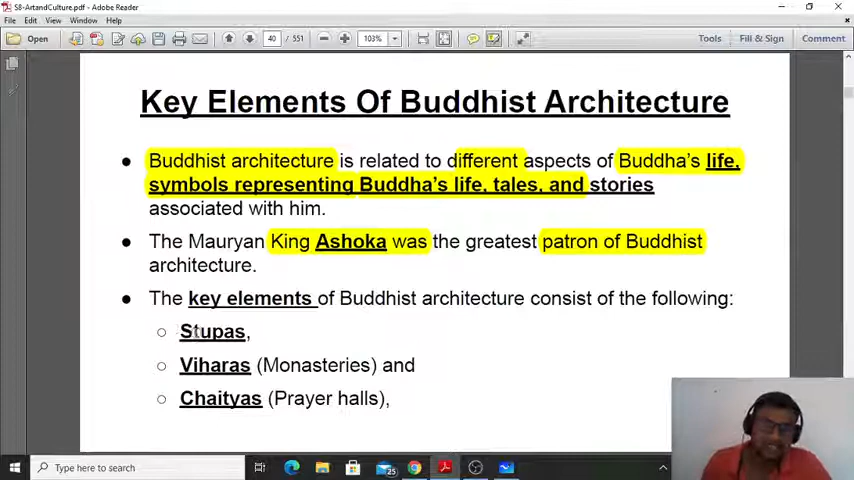 S8-ArtandCulture.pdf - Adobe Reader
File Edit View Window Help
Open 40 / 551 103% Tools Fill & Sign Comment
Key Elements Of Buddhist Architecture
● Buddhist architecture is related to different aspects of Buddha's life,
symbols representing Buddha's life, tales, and stories
associated with him.
● The Mauryan King Ashoka was the greatest patron of Buddhist
architecture.
● The key elements of Buddhist architecture consist of the following:
○ Stupas,
○ Viharas (Monasteries) and
○ Chaityas (Prayer halls),
Type here to search
25